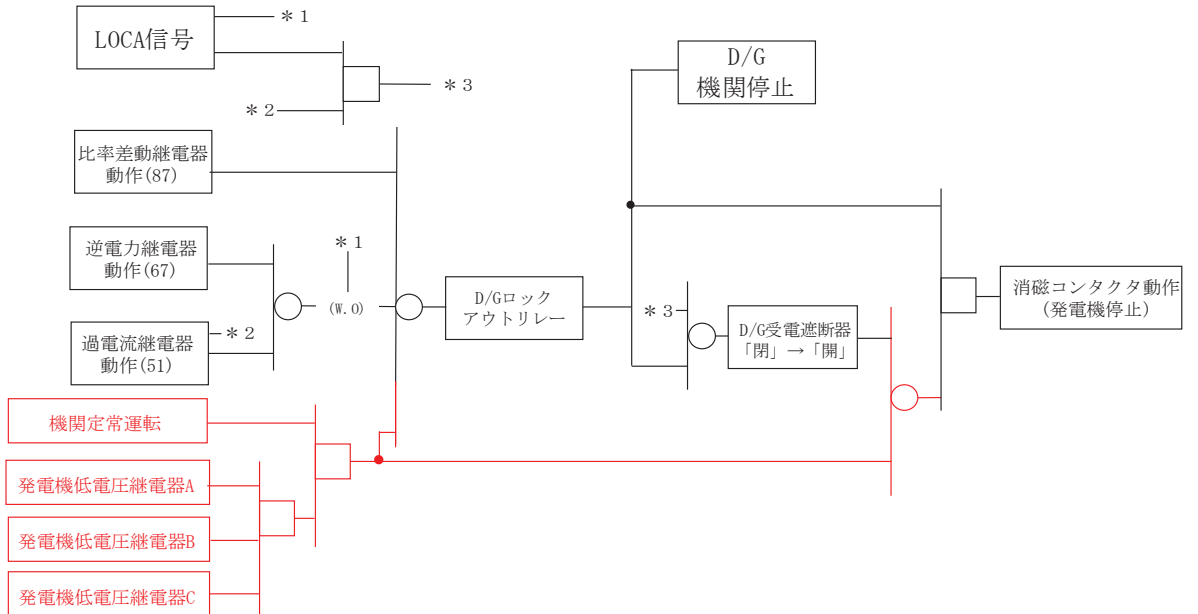 LOCA信号
*1
*3
*2
D/G
機関停止
比率差動継電器
動作(87)
逆電力継電器
動作(67)
*1
(W.O)
過電流継電器
動作(51)
*2
D/Gロック
アウトリレー
*3
D/G受電遮断器
「閉」→「開」
消磁コンタクタ動作
(発電機停止)
機関定常運転
発電機低電圧継電器A
発電機低電圧継電器B
発電機低電圧継電器C